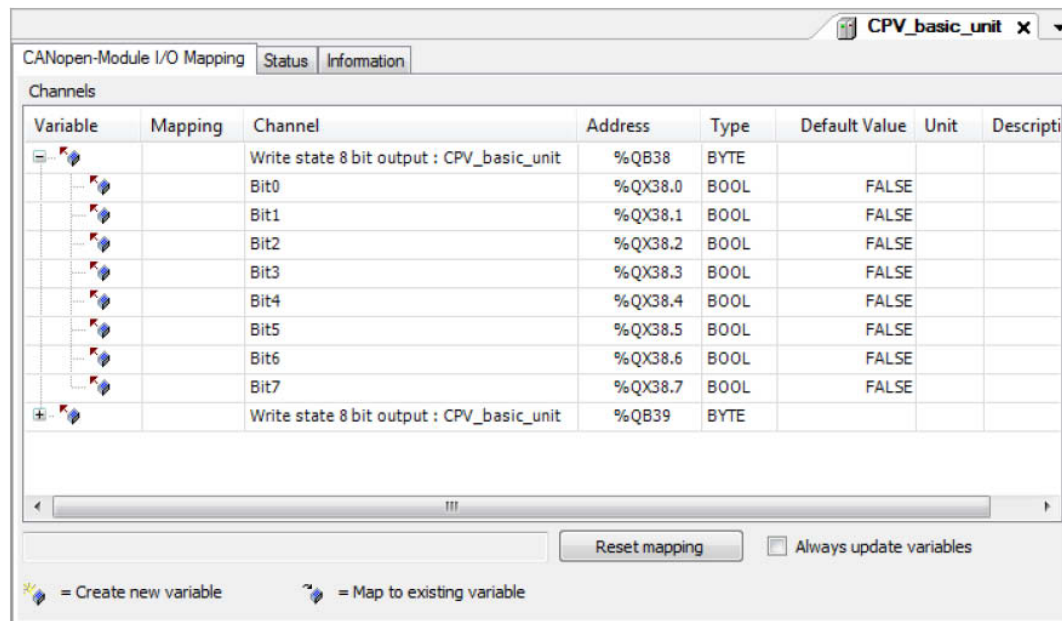 CPV_basic_unit
CANopen-Module I/O Mapping Status Information
Channels
Variable Mapping Channel Address Type Default Value Unit Descripti
Write state 8 bit output : CPV_basic_unit %QB38 BYTE
Bit0 %QX38.0 BOOL FALSE
Bit1 %QX38.1 BOOL FALSE
Bit2 %QX38.2 BOOL FALSE
Bit3 %QX38.3 BOOL FALSE
Bit4 %QX38.4 BOOL FALSE
Bit5 %QX38.5 BOOL FALSE
Bit6 %QX38.6 BOOL FALSE
Bit7 %QX38.7 BOOL FALSE
Write state 8 bit output : CPV_basic_unit %QB39 BYTE
Reset mapping Always update variables
= Create new variable = Map to existing variable